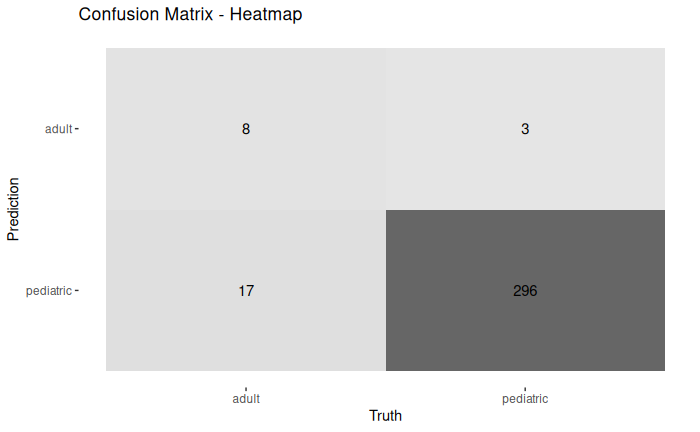 Confusion Matrix - Heatmap
adult
8
3
Prediction
pediatric
17
296
adult
pediatric
Truth